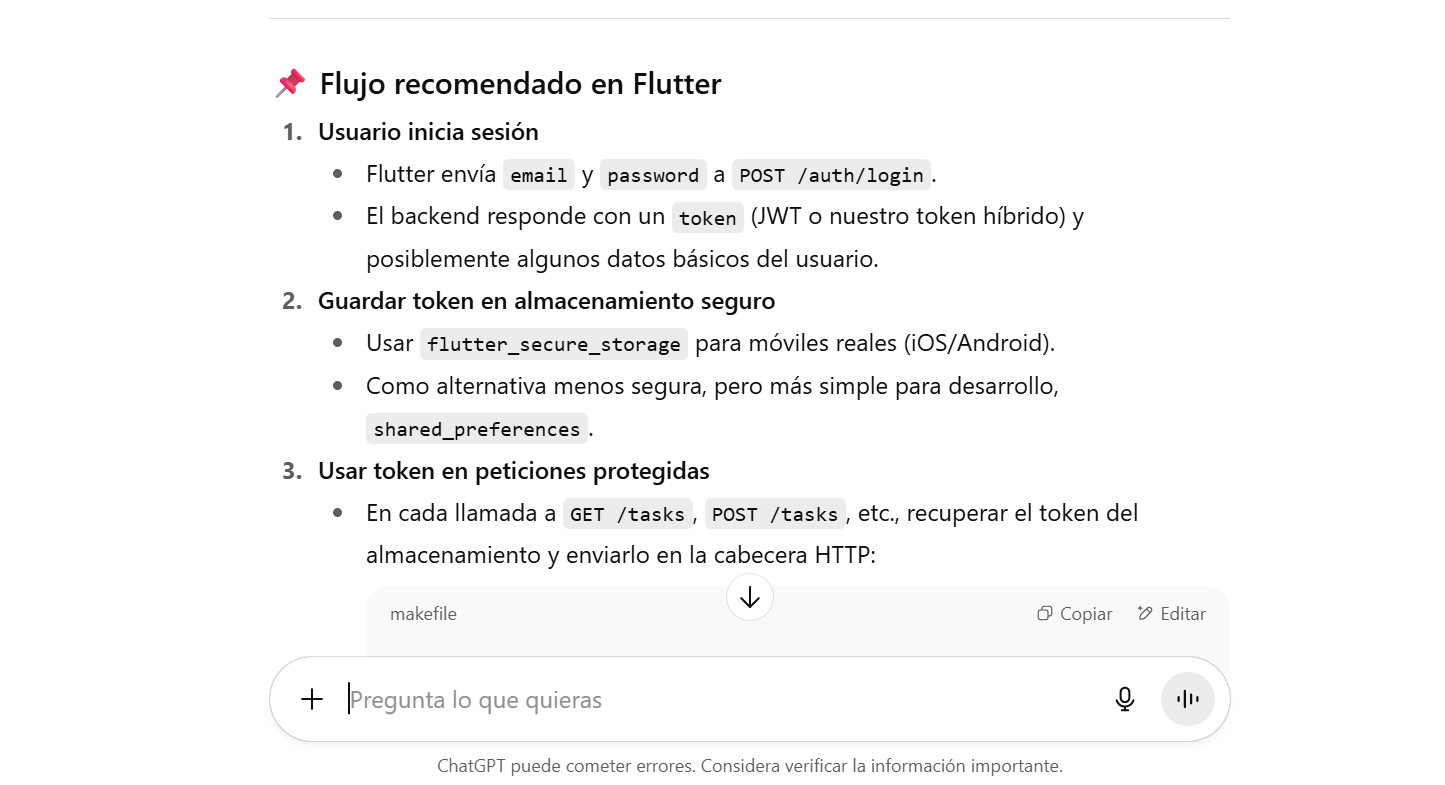 📌 Flujo recomendado en Flutter
1. Usuario inicia sesión
• Flutter envía email y password a POST /auth/login.
• El backend responde con un token (JWT o nuestro token híbrido) y
posiblemente algunos datos básicos del usuario.
2. Guardar token en almacenamiento seguro
• Usar flutter_secure_storage para móviles reales (iOS/Android).
• Como alternativa menos segura, pero más simple para desarrollo,
shared_preferences.
3. Usar token en peticiones protegidas
• En cada llamada a GET /tasks, POST /tasks, etc., recuperar el token del
almacenamiento y enviarlo en la cabecera HTTP:
makefile Copiar Editar
Pregunta lo que quieras
ChatGPT puede cometer errores. Considera verificar la información importante.